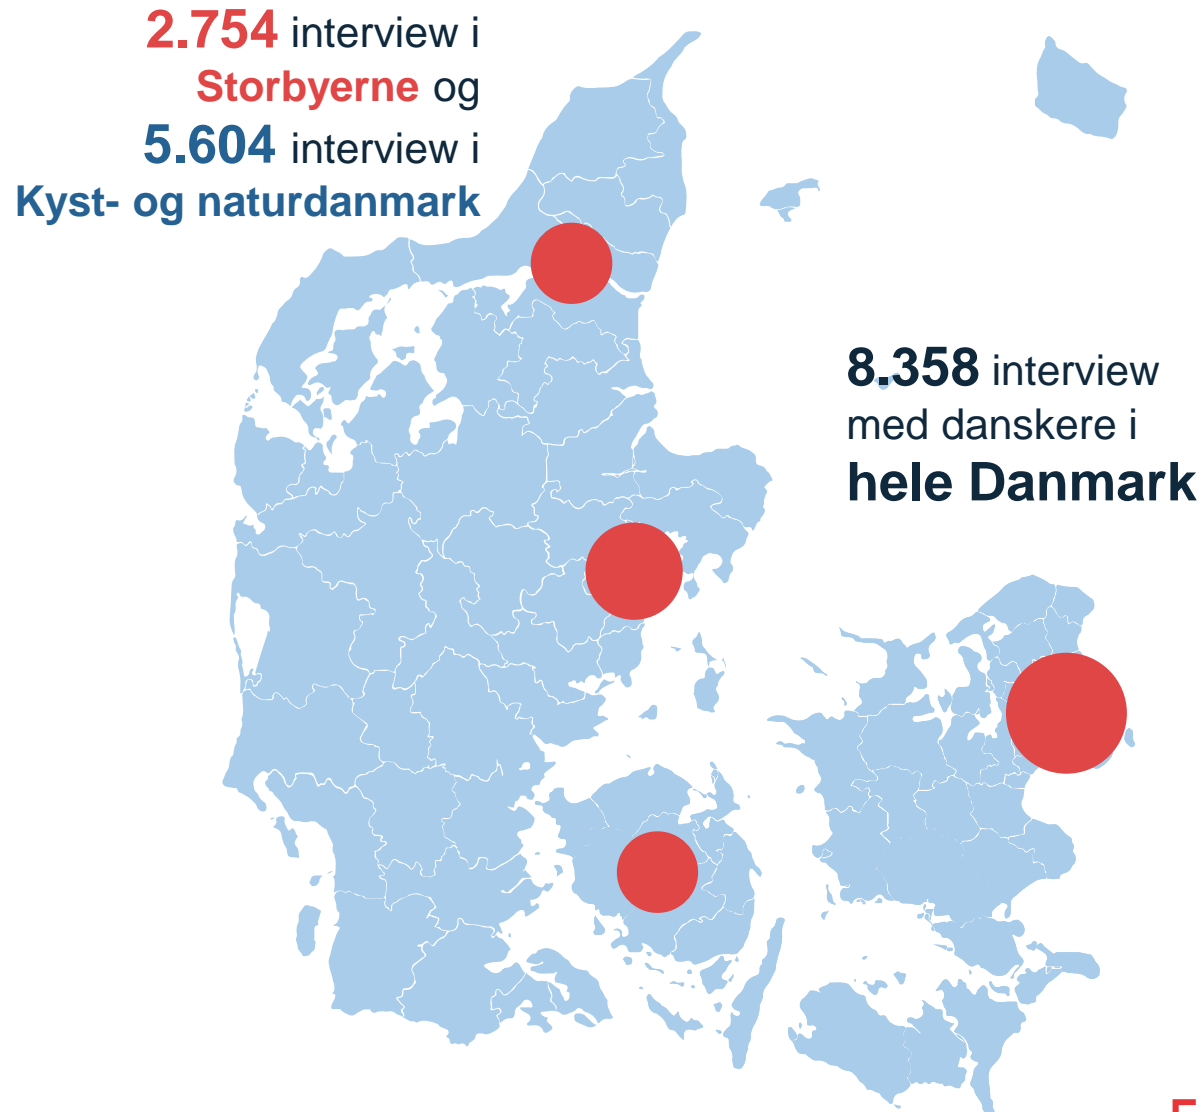 2.754 interview i
Storbyerne og
5.604 interview i
Kyst- og naturdanmark
8.358 interview
med danskere i
hele Danmark